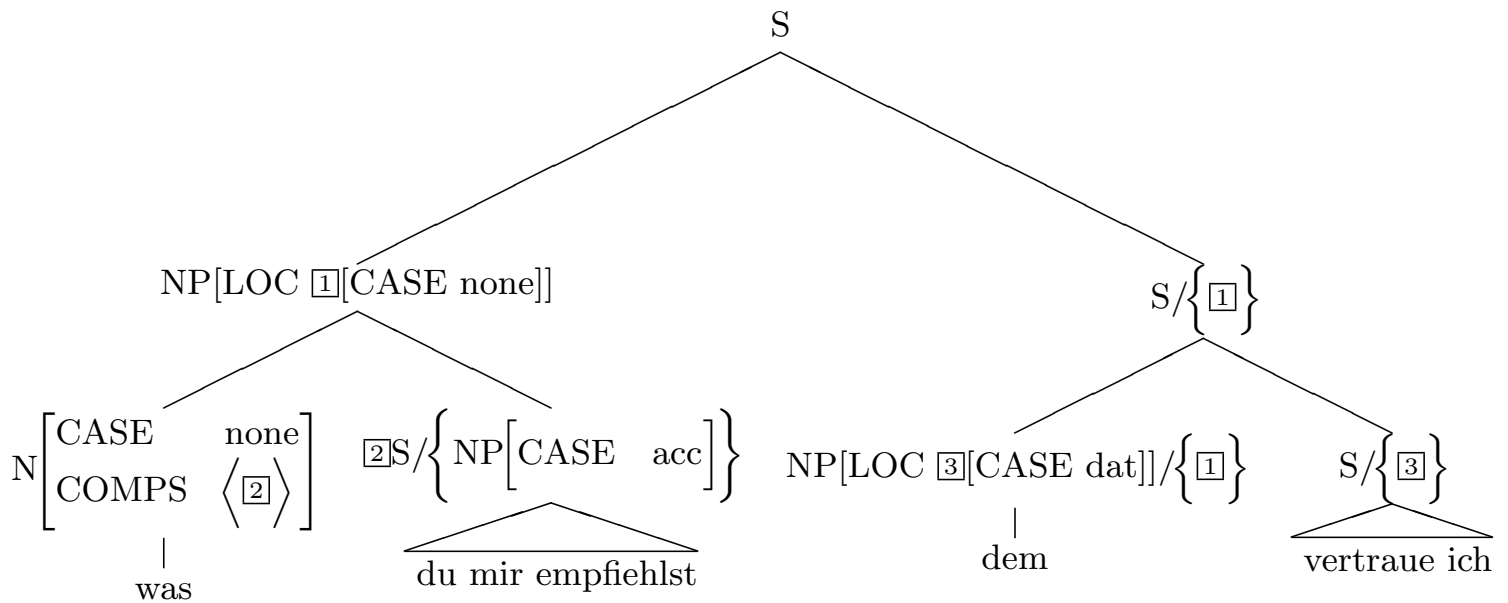 S
NP[LOC 1[CASE none]]
S/{1}
N[CASE none
COMPS ⟨2⟩]
2S/{NP[CASE acc]}
NP[LOC 3[CASE dat]]/{1}
S/{3}
was
du mir empfiehlst
dem
vertraue ich